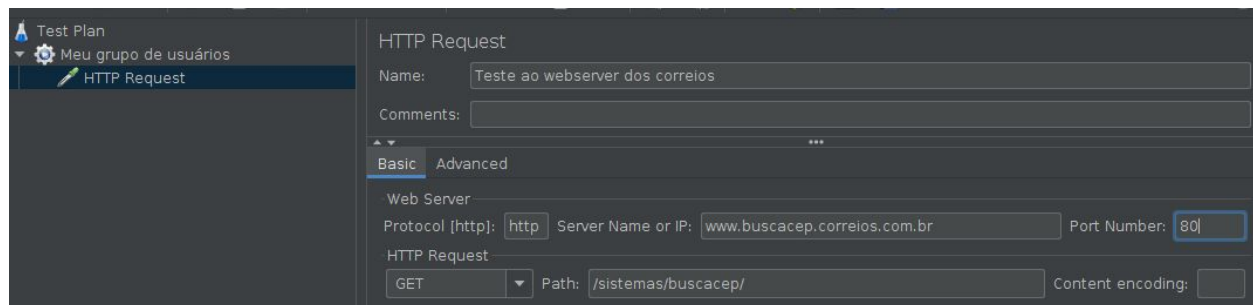 Test Plan
Meu grupo de usuários
HTTP Request
HTTP Request
Name: Teste ao webserver dos correios
Comments:
Basic Advanced
Web Server
Protocol [http]: http Server Name or IP: www.buscacep.correios.com.br Port Number: 80
HTTP Request
GET Path: /sistemas/buscacep/ Content encoding: